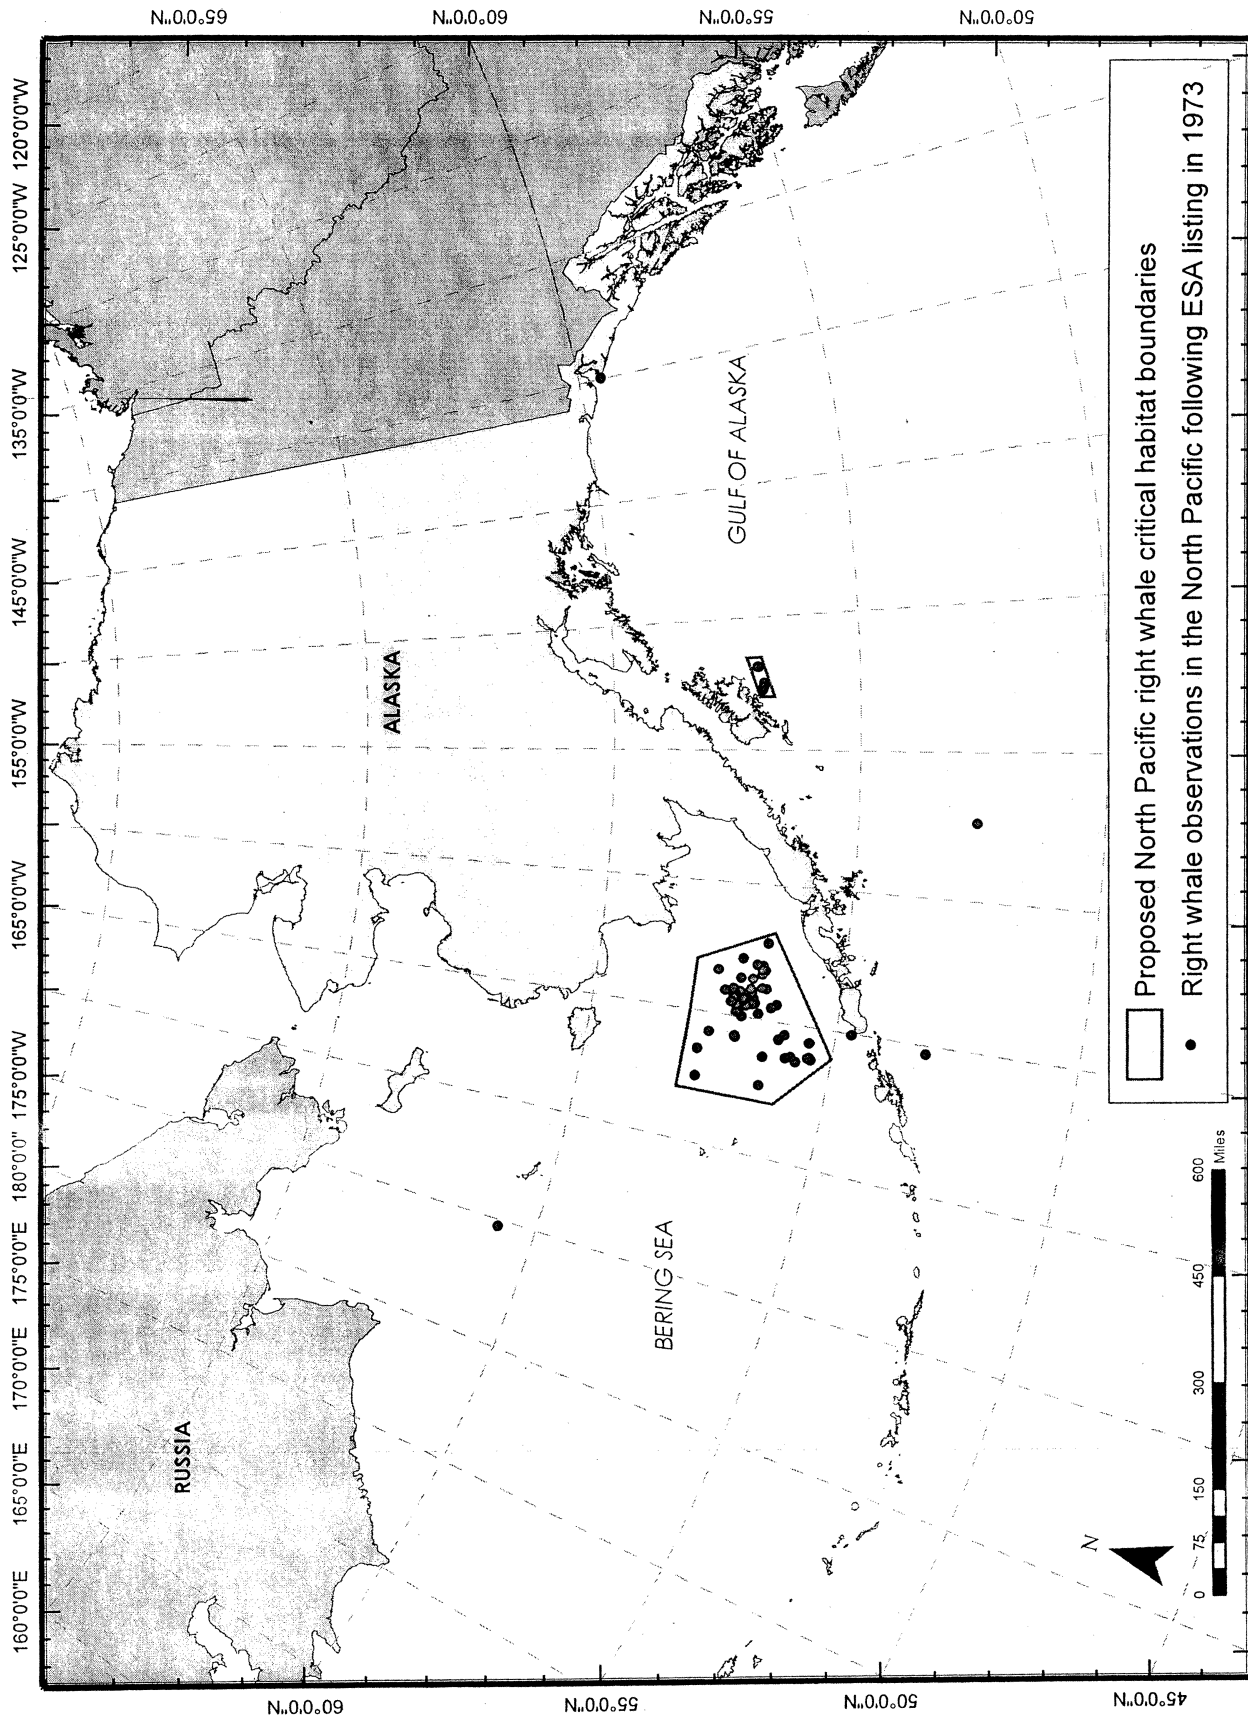 160°0'0"E
165°0'0"E
170°0'0"E
175°0'0"E
180°0'0"
175°0'0"W
165°0'0"W
155°0'0"W
145°0'0"W
135°0'0"W
125°0'0"W
120°0'0"W
65°0'0"N
60°0'0"N
55°0'0"N
50°0'0"N
60°0'0"N
55°0'0"N
50°0'0"N
45°0'0"N
RUSSIA
ALASKA
BERING SEA
GULF OF ALASKA
N
0 75 150 300 450 600
Miles
Proposed North Pacific right whale critical habitat boundaries
Right whale observations in the North Pacific following ESA listing in 1973